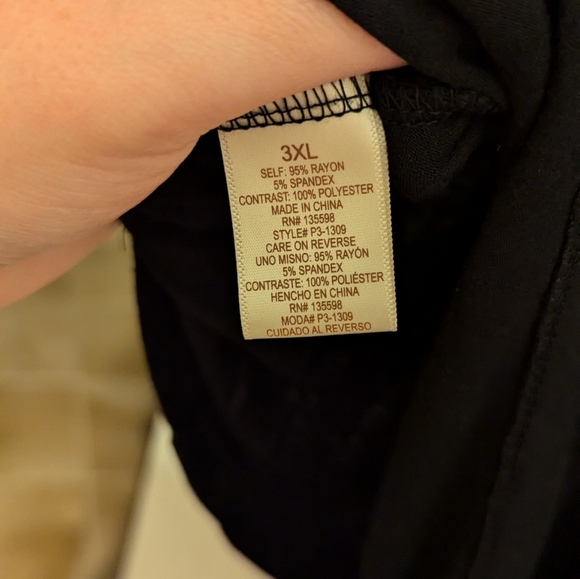 3XL
SELF: 95% RAYON
5% SPANDEX
CONTRAST: 100% POLYESTER
MADE IN CHINA
RN# 135598
STYLE# P3-1309
CARE ON REVERSE
UNO MISNO: 95% RAYÓN
5% SPANDEX
CONTRASTE: 100% POLIÉSTER
HENCHO EN CHINA
RN# 135598
MODA# P3-1309
CUIDADO AL REVERSO